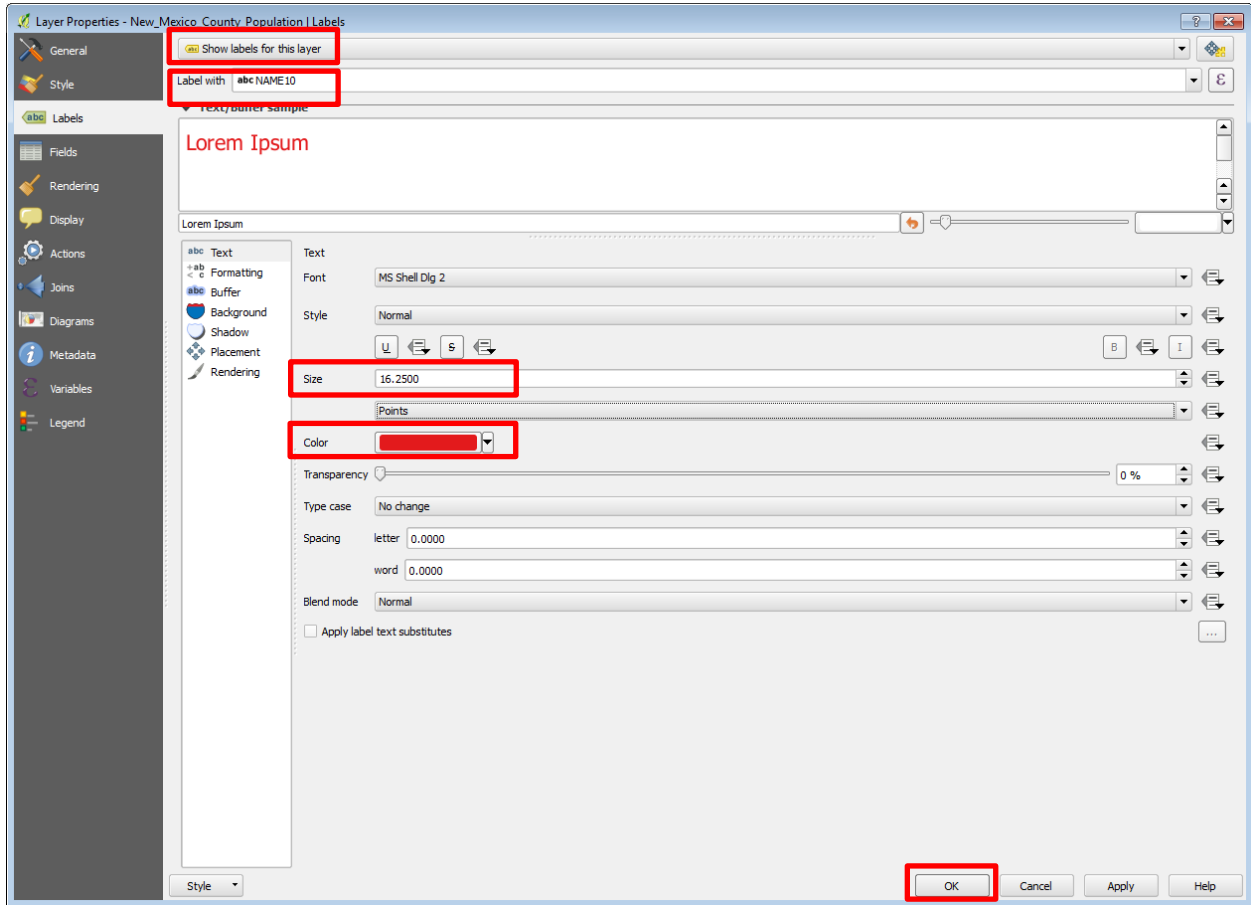 Layer Properties - New_Mexico_County_Population | Labels
General
Style
Labels
Fields
Rendering
Display
Actions
Joins
Diagrams
Metadata
Variables
Legend
abc Show labels for this layer
Label with abc NAME10 ε
Text/Buffer sample
Lorem Ipsum
Lorem Ipsum
abc Text
+ab < c Formatting
abc Buffer
Background
Shadow
Placement
Rendering
Text
Font MS Shell Dlg 2
Style Normal
U S B I
Size 16.2500
Points
Color
Transparency 0 %
Type case No change
Spacing letter 0.0000
word 0.0000
Blend mode Normal
Apply label text substitutes ...
Style OK Cancel Apply Help